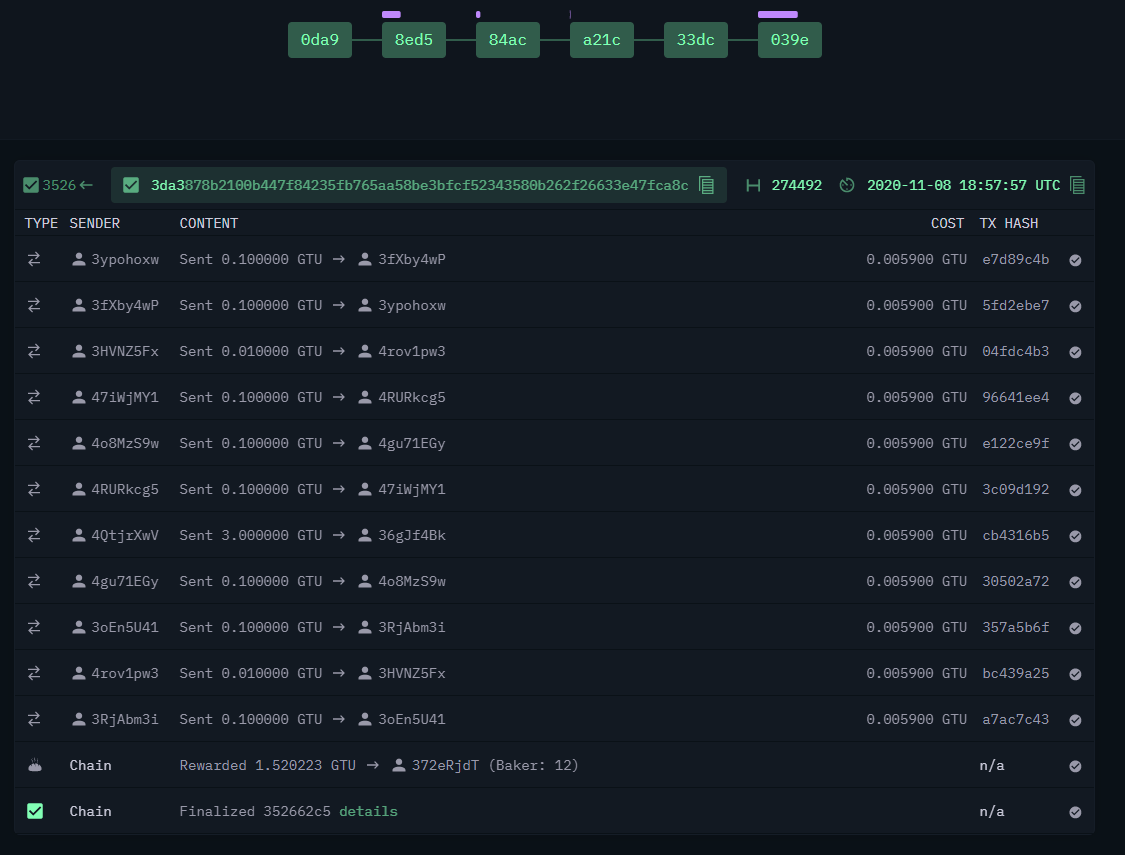 0da9 8ed5 84ac a21c 33dc 039e
3526 ← 3da3878b2100b447f84235fb765aa58be3bfcf52343580b262f26633e47fca8c 274492 2020-11-08 18:57:57 UTC
TYPE SENDER CONTENT COST TX HASH
3ypohoxw Sent 0.100000 GTU → 3fXby4wP 0.005900 GTU e7d89c4b
3fXby4wP Sent 0.100000 GTU → 3ypohoxw 0.005900 GTU 5fd2ebe7
3HVNZ5Fx Sent 0.010000 GTU → 4rov1pw3 0.005900 GTU 04fdc4b3
47iWjMY1 Sent 0.100000 GTU → 4RURkcg5 0.005900 GTU 96641ee4
4o8MzS9w Sent 0.100000 GTU → 4gu71EGy 0.005900 GTU e122ce9f
4RURkcg5 Sent 0.100000 GTU → 47iWjMY1 0.005900 GTU 3c09d192
4QtjrXwV Sent 3.000000 GTU → 36gJf4Bk 0.005900 GTU cb4316b5
4gu71EGy Sent 0.100000 GTU → 4o8MzS9w 0.005900 GTU 30502a72
3oEn5U41 Sent 0.100000 GTU → 3RjAbm3i 0.005900 GTU 357a5b6f
4rov1pw3 Sent 0.010000 GTU → 3HVNZ5Fx 0.005900 GTU bc439a25
3RjAbm3i Sent 0.100000 GTU → 3oEn5U41 0.005900 GTU a7ac7c43
Chain Rewarded 1.520223 GTU → 372eRjdT (Baker: 12) n/a
Chain Finalized 352662c5 details n/a